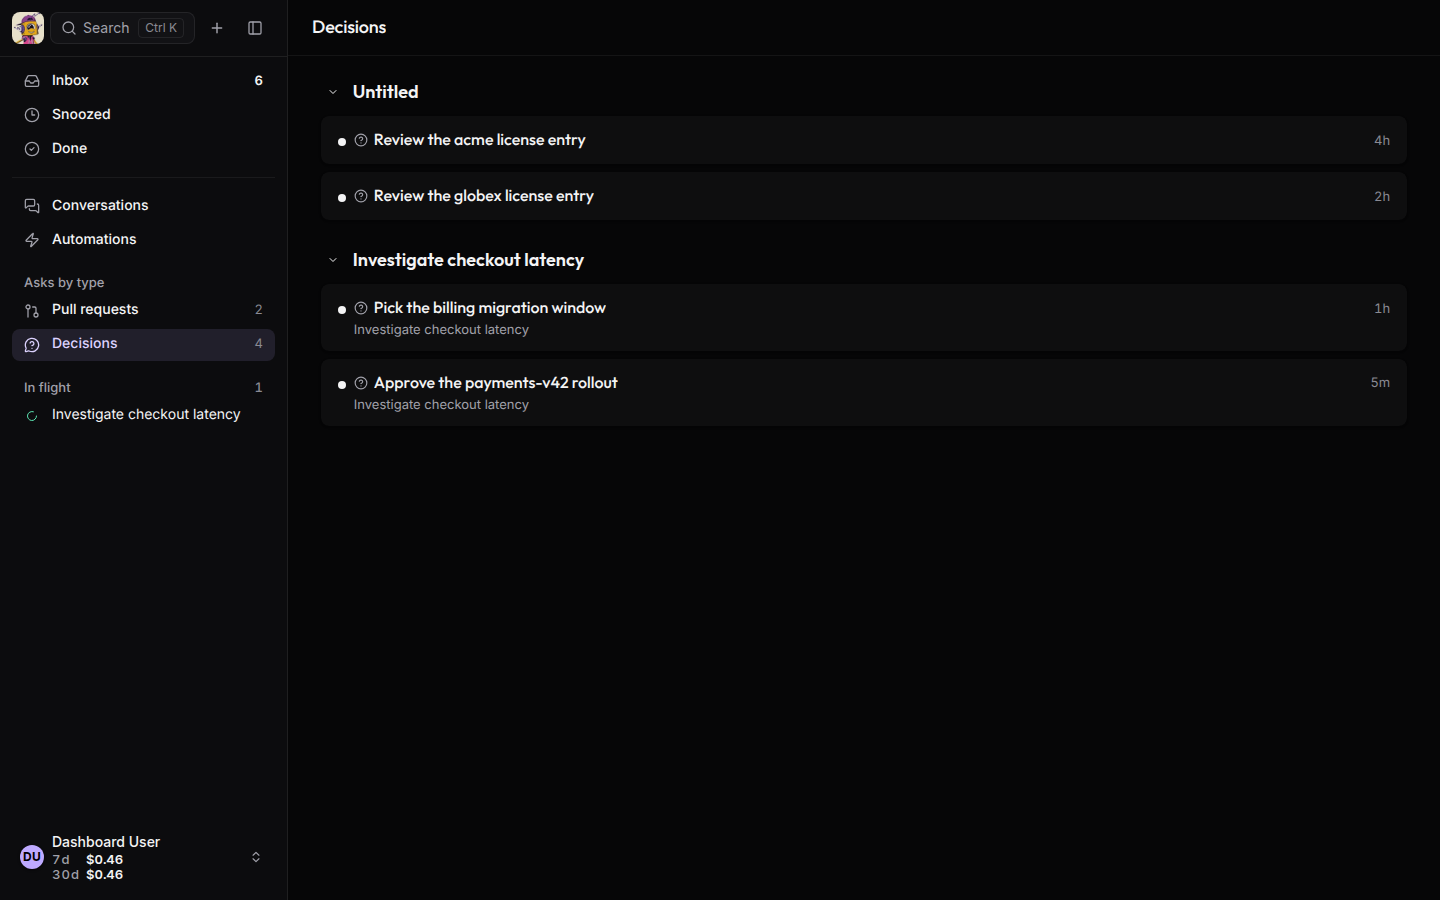 Search Ctrl K
Decisions
Inbox 6
Snoozed
Done
Conversations
Automations
Asks by type
Pull requests 2
Decisions 4
In flight 1
Investigate checkout latency
Untitled
Review the acme license entry 4h
Review the globex license entry 2h
Investigate checkout latency
Pick the billing migration window 1h
Investigate checkout latency
Approve the payments-v42 rollout 5m
Investigate checkout latency
DU
Dashboard User
7d $0.46
30d $0.46